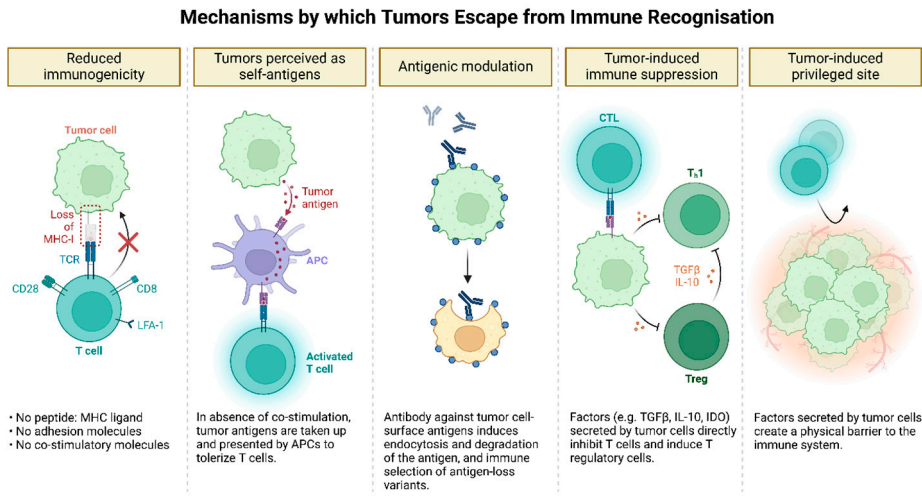 Mechanisms by which Tumors Escape from Immune Recognisation
Reduced
immunogenicity
Tumor cell
Loss
of
MHC-I
TCR
CD28
CD8
LFA-1
T cell
• No peptide: MHC ligand
• No adhesion molecules
• No co-stimulatory molecules
Tumors perceived as
self-antigens
Tumor
antigen
APC
Activated
T cell
In absence of co-stimulation,
tumor antigens are taken up
and presented by APCs to
tolerize T cells.
Antigenic modulation
Antibody against tumor cell-
surface antigens induces
endocytosis and degradation
of the antigen, and immune
selection of antigen-loss
variants.
Tumor-induced
immune suppression
CTL
Th1
TGFβ
IL-10
Treg
Factors (e.g. TGFβ, IL-10, IDO)
secreted by tumor cells directly
inhibit T cells and induce T
regulatory cells.
Tumor-induced
privileged site
Factors secreted by tumor cells
create a physical barrier to the
immune system.